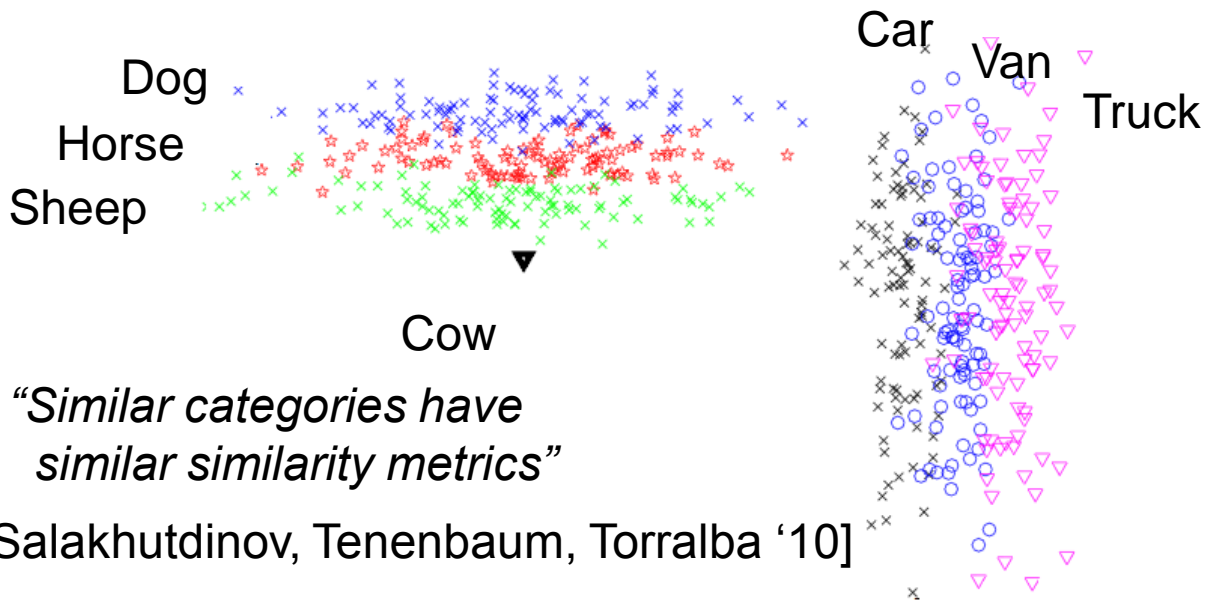 Car
Van
Truck
Dog
Horse
Sheep
Cow
“Similar categories have
similar similarity metrics”
Salakhutdinov, Tenenbaum, Torralba ‘10]